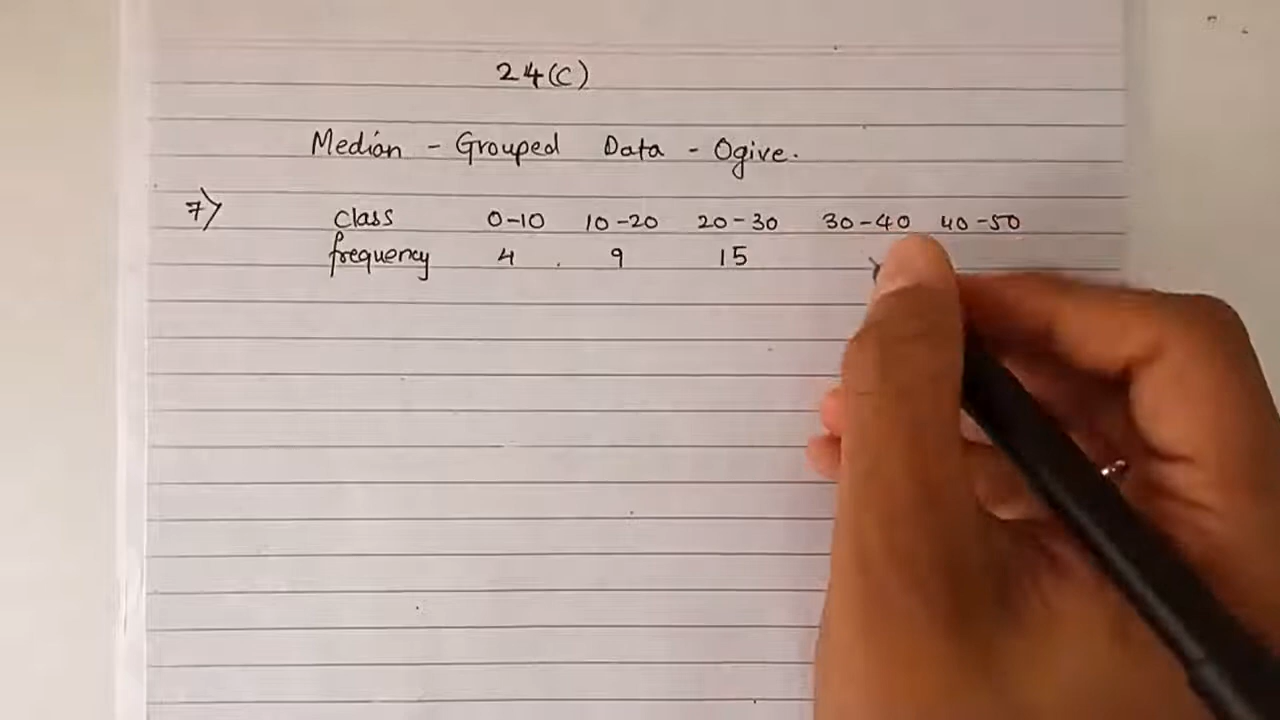 24(C)
Median - Grouped Data - Ogive.
7) class 0-10 10-20 20-30 30-40 40-50
frequency 4 9 15